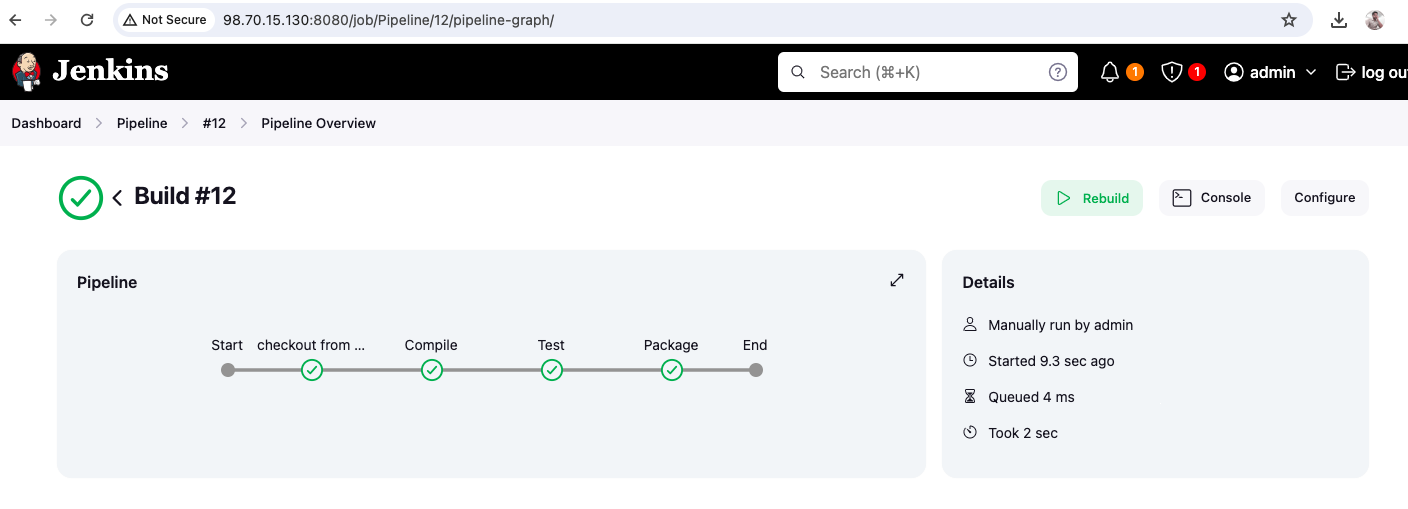 Not Secure 98.70.15.130:8080/job/Pipeline/12/pipeline-graph/
Jenkins Search (⌘+K) ? 1 1 admin log ou
Dashboard Pipeline #12 Pipeline Overview
Build #12 Rebuild Console Configure
Pipeline
Start checkout from ... Compile Test Package End
Details
Manually run by admin
Started 9.3 sec ago
Queued 4 ms
Took 2 sec